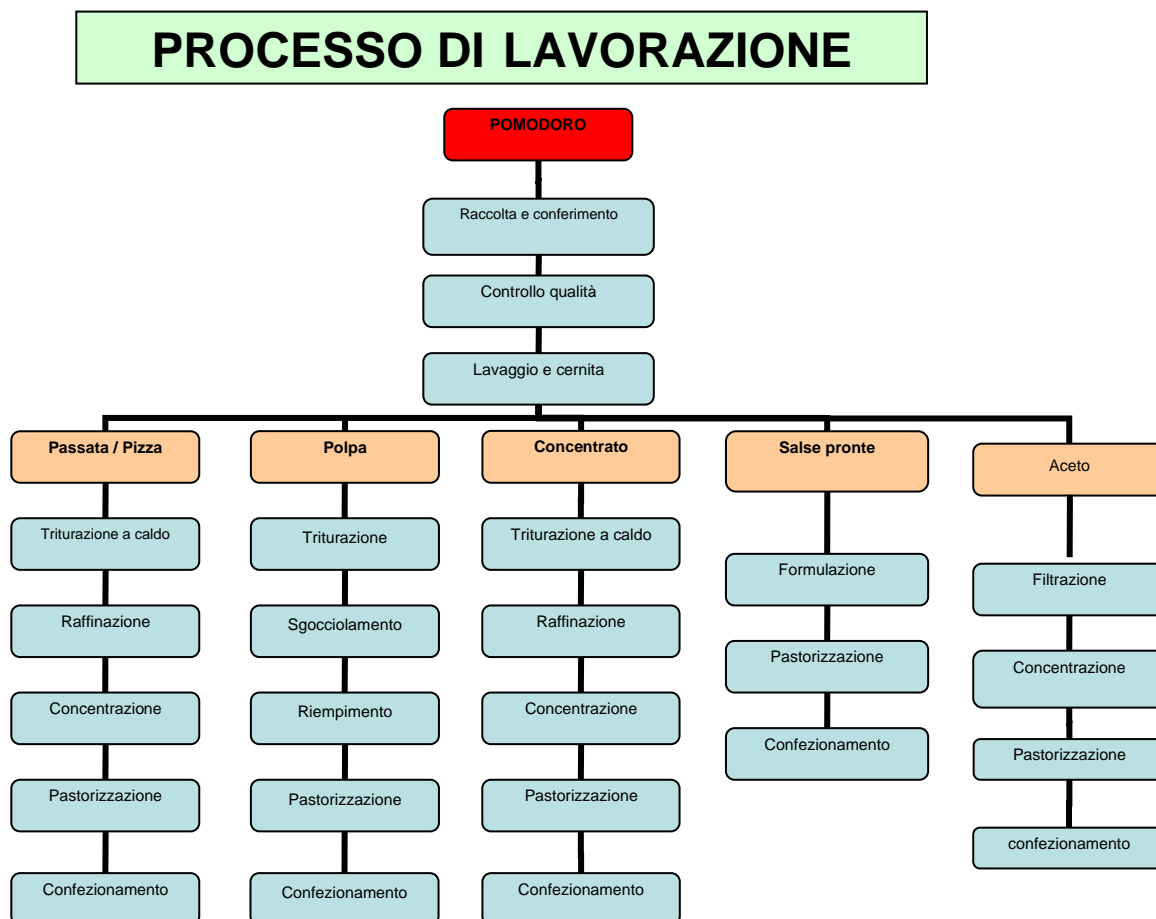 PROCESSO DI LAVORAZIONE
POMODORO
Raccolta e conferimento
Controllo qualità
Lavaggio e cernita
Passata / Pizza
Triturazione a caldo
Raffinazione
Concentrazione
Pastorizzazione
Confezionamento
Polpa
Triturazione
Sgocciolamento
Riempimento
Pastorizzazione
Confezionamento
Concentrato
Triturazione a caldo
Raffinazione
Concentrazione
Pastorizzazione
Confezionamento
Salse pronte
Formulazione
Pastorizzazione
Confezionamento
Aceto
Filtrazione
Concentrazione
Pastorizzazione
confezionamento